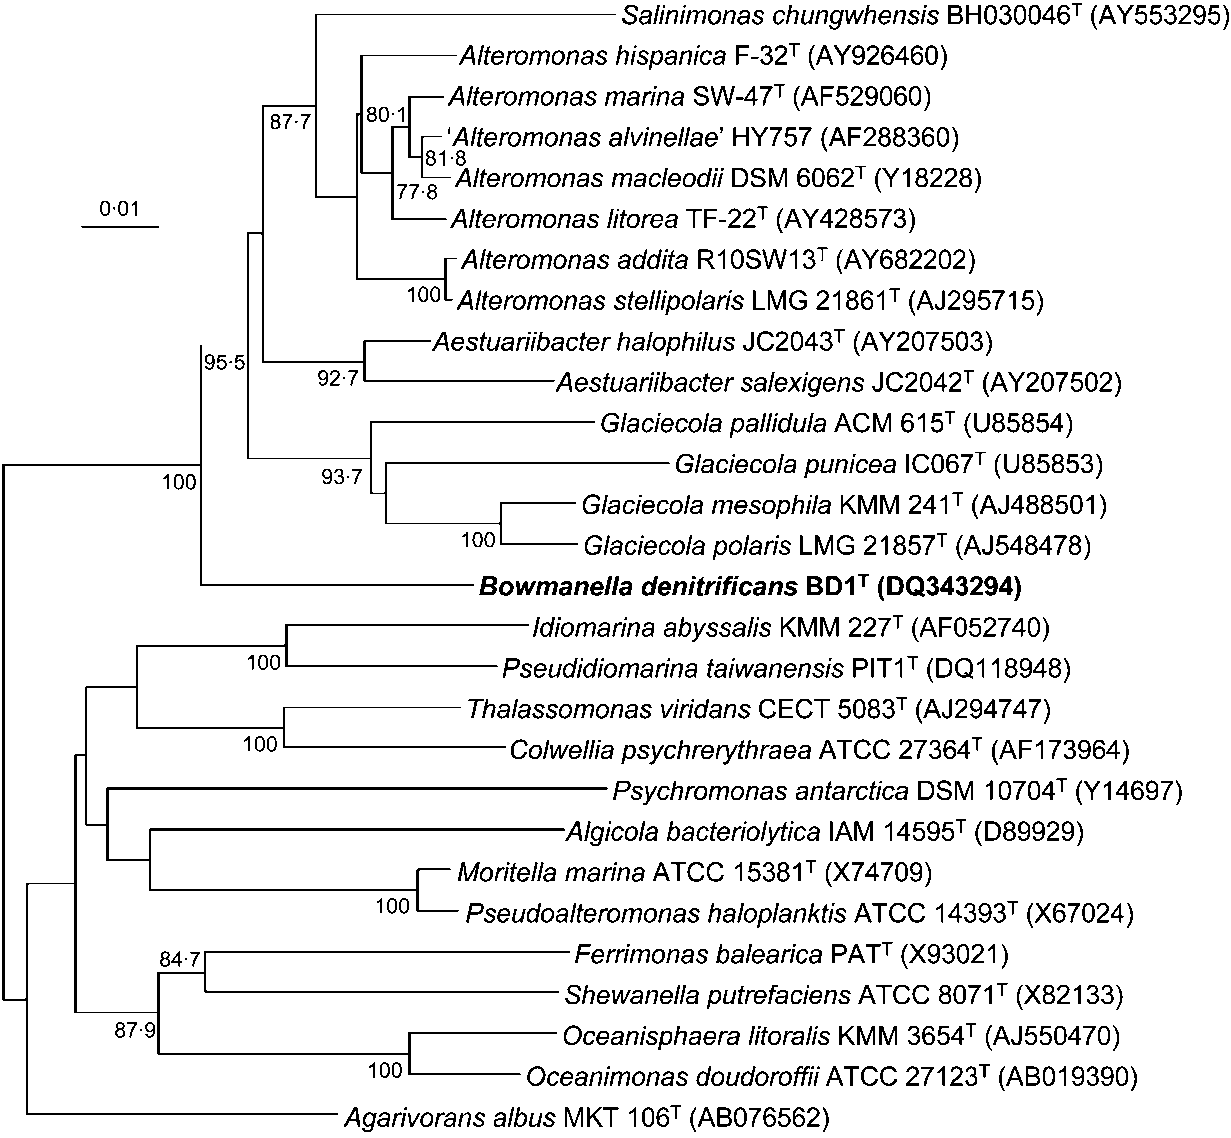 Salinimonas chungwhensis BH030046T (AY553295)
Alteromonas hispanica F-32T (AY926460)
80·1
Alteromonas marina SW-47T (AF529060)
87·7
'Alteromonas alvinellae' HY757 (AF288360)
81·8
Alteromonas macleodii DSM 6062T (Y18228)
77·8
0·01
Alteromonas litorea TF-22T (AY428573)
Alteromonas addita R10SW13T (AY682202)
100
Alteromonas stellipolaris LMG 21861T (AJ295715)
Aestuariibacter halophilus JC2043T (AY207503)
95·5
92·7
Aestuariibacter salexigens JC2042T (AY207502)
Glaciecola pallidula ACM 615T (U85854)
Glaciecola punicea IC067T (U85853)
93·7
100
Glaciecola mesophila KMM 241T (AJ488501)
100
Glaciecola polaris LMG 21857T (AJ548478)
Bowmanella denitrificans BD1T (DQ343294)
Idiomarina abyssalis KMM 227T (AF052740)
100
Pseudidiomarina taiwanensis PIT1T (DQ118948)
Thalassomonas viridans CECT 5083T (AJ294747)
100
Colwellia psychrerythraea ATCC 27364T (AF173964)
Psychromonas antarctica DSM 10704T (Y14697)
Algicola bacteriolytica IAM 14595T (D89929)
Moritella marina ATCC 15381T (X74709)
100
Pseudoalteromonas haloplanktis ATCC 14393T (X67024)
84·7
Ferrimonas balearica PATT (X93021)
Shewanella putrefaciens ATCC 8071T (X82133)
87·9
Oceanisphaera litoralis KMM 3654T (AJ550470)
100
Oceanimonas doudoroffii ATCC 27123T (AB019390)
Agarivorans albus MKT 106T (AB076562)